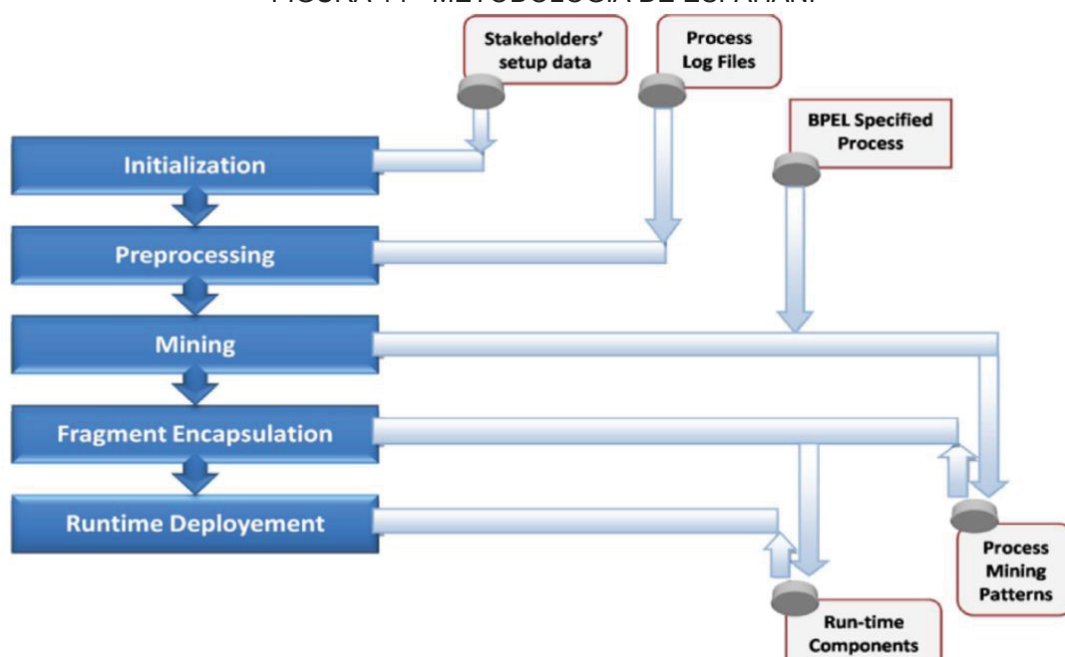 Stakeholders'
setup data
Process
Log Files
BPEL Specified
Process
Initialization
Preprocessing
Mining
Fragment Encapsulation
Runtime Deployement
Process
Mining
Patterns
Run-time
Components